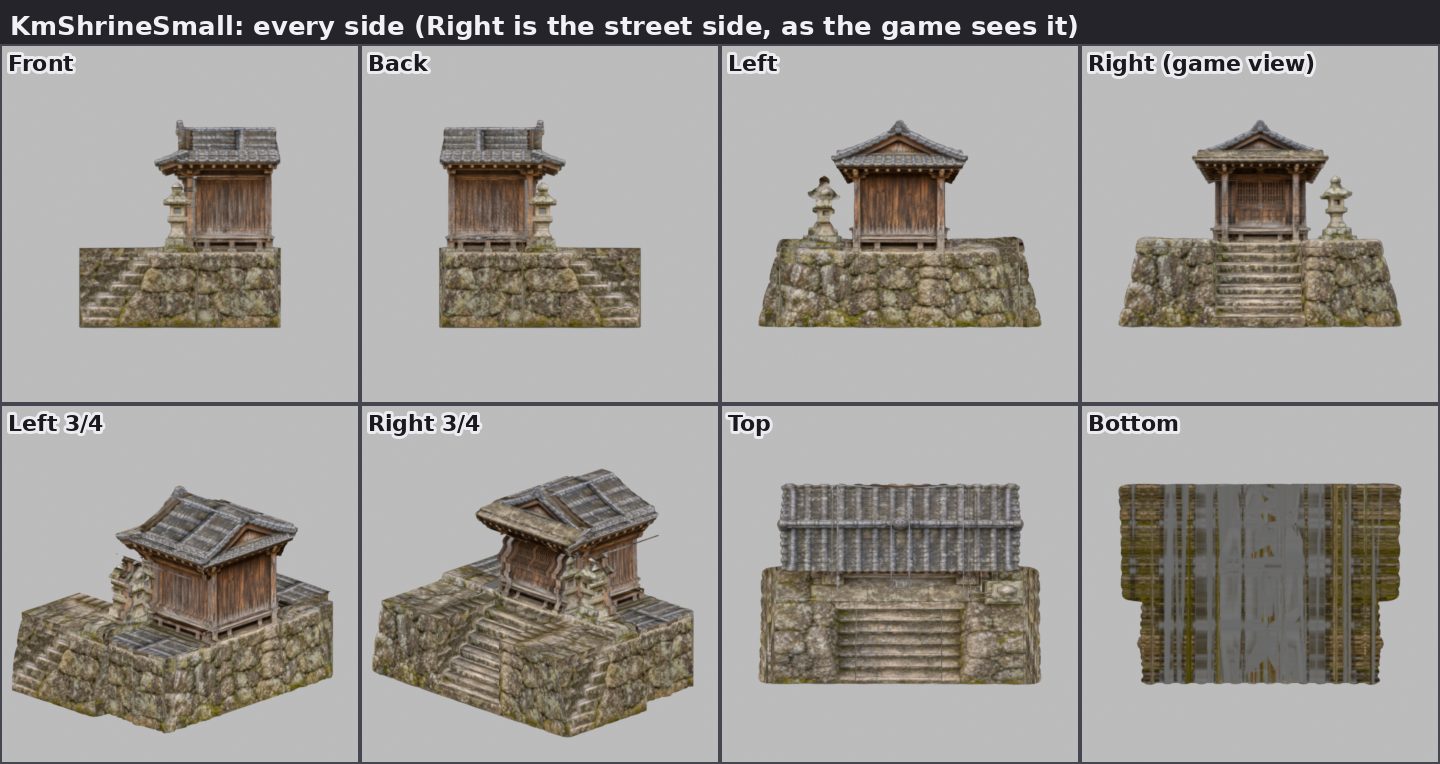 KmShrineSmall: every side (Right is the street side, as the game sees it)
Front
Back
Left
Right (game view)
Left 3/4
Right 3/4
Top
Bottom